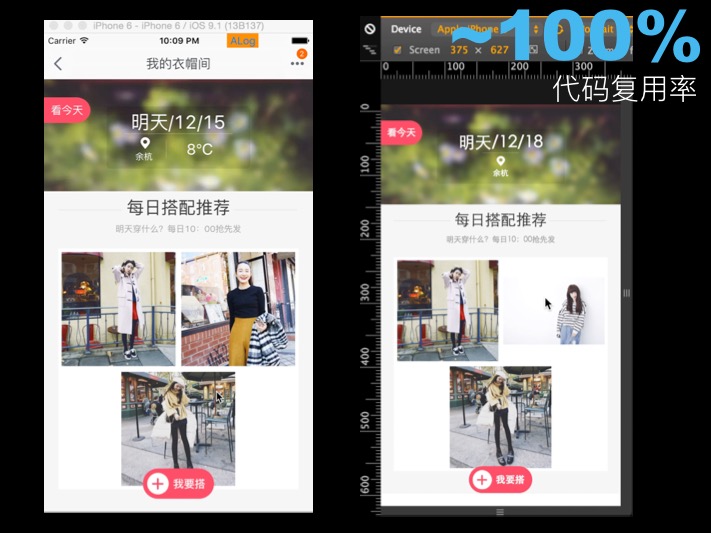 iPhone 6 - iPhone 6 / iOS 9.1 (13B137)
Carrier
10:09 PM
ALog
2
我的衣帽间
看今天
明天/12/15
余杭
8°C
每日搭配推荐
明天穿什么? 每日10：00抢先发
我要搭
~100%
代码复用率
Device
Apple iPhone
Screen
375 × 627
0
100
200
300
0
100
200
300
400
500
600
看今天
明天/12/18
余杭
每日搭配推荐
明天穿什么? 每日10：00抢先发
我要搭